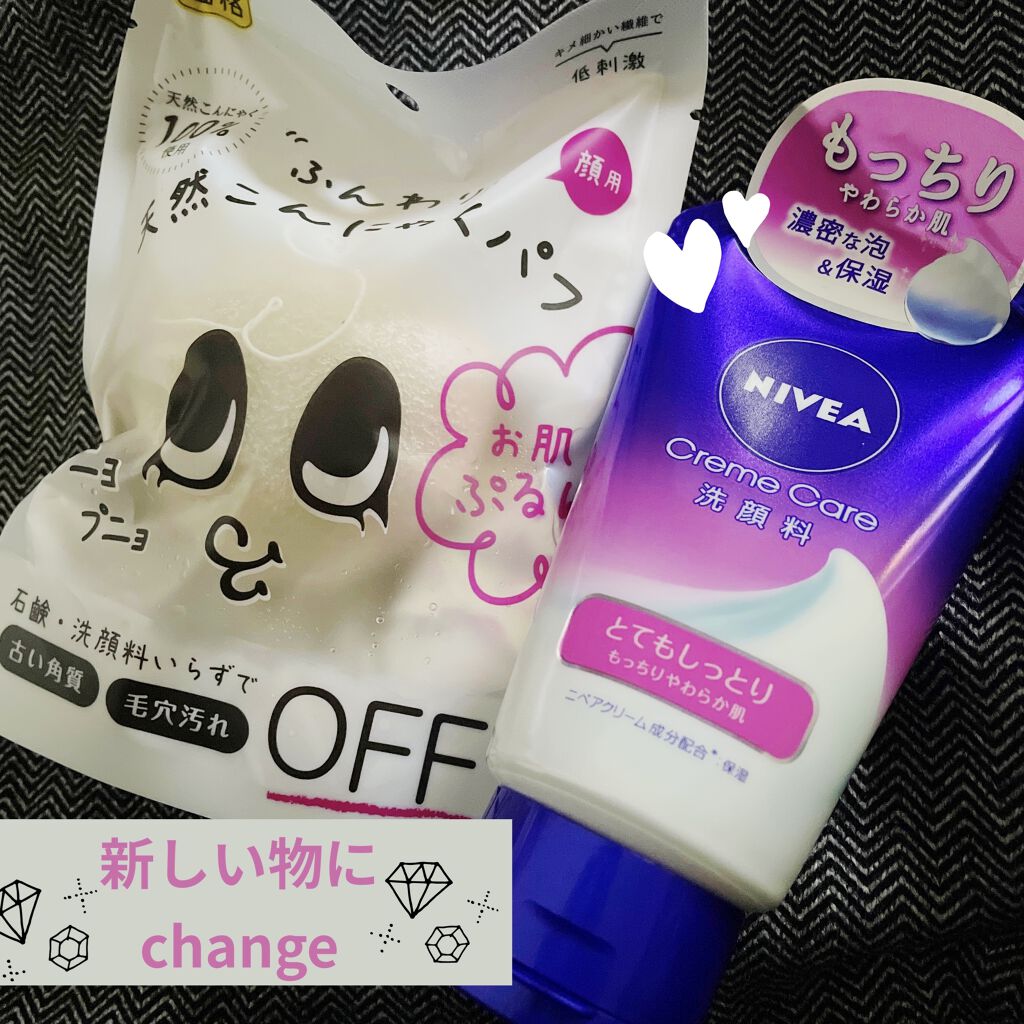 価格
キメ細かい繊維で
低刺激
天然こんにゃく
100%
使用
"ふんわり
天然こんにゃくパフ
顔用
お肌
ぷるん
ーヨ
プニョ
石鹸・洗顔料いらずで
古い角質
毛穴汚れ
OFF
もっちり
やわらか肌
濃密な泡
&保湿
NIVEA
Creme Care
洗顔料
とてもしっとり
もっちりやわらか肌
ニベアクリーム成分配合*:保湿
新しい物に
change